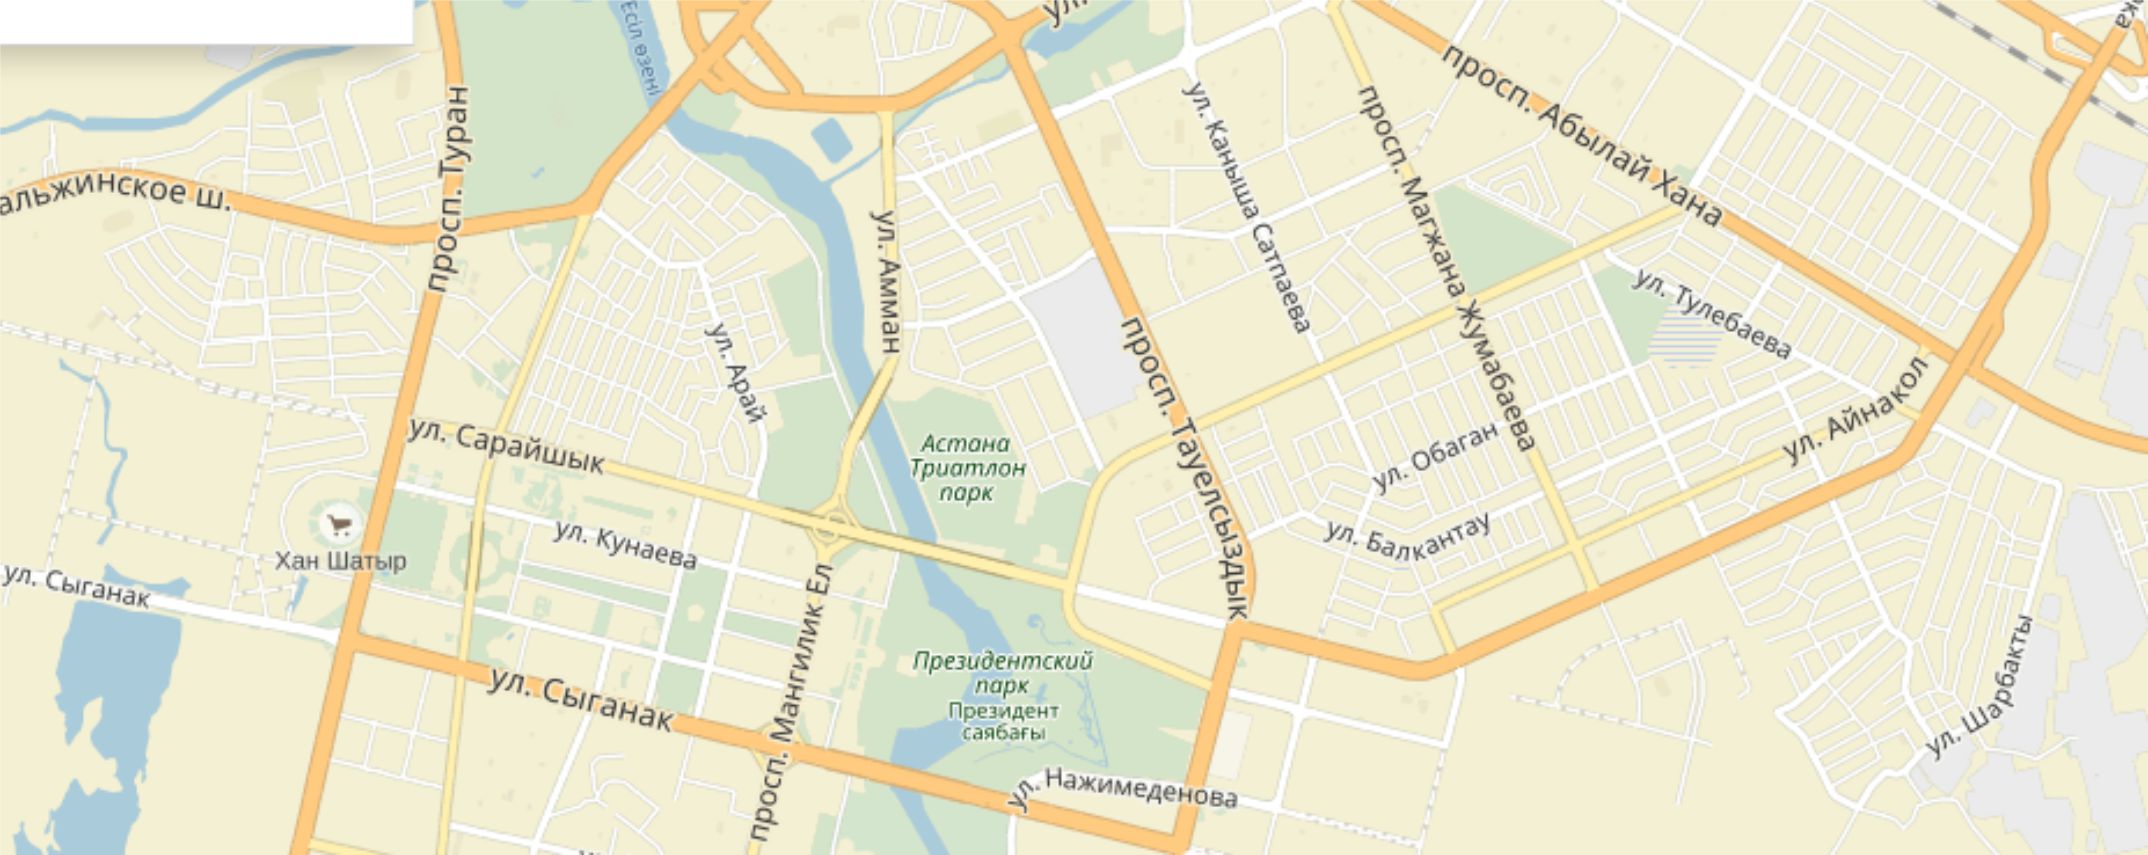 Есіл өзені
просп. Туран
ул. Амман
ул. Каныша Сатпаева
просп. Магжана Жумабаева
просп. Абылай Хана
альжинское ш.
ул. Тулебаева
ул. Арай
просп. Тауелсыздык
ул. Айнакол
ул. Сарайшык
Астана
Триатлон
парк
ул. Обаган
ул. Балкантау
ул. Кунаева
Хан Шатыр
ул. Сыганак
просп. Мангилик Ел
ул. Сыганак
Президентский
парк
Президент
саябағы
ул. Шарбакты
ул. Нажимеденова